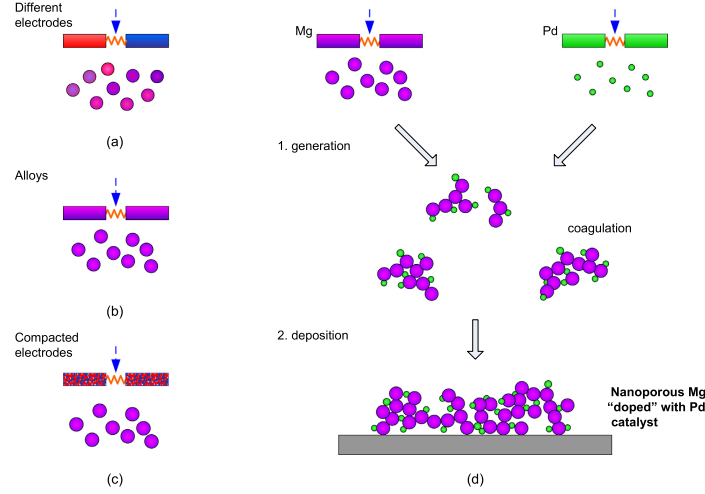 Different
electrodes
(a)
Alloys
(b)
Compacted
electrodes
(c)
Mg
Pd
1. generation
coagulation
2. deposition
Nanoporous Mg
“doped” with Pd
catalyst
(d)